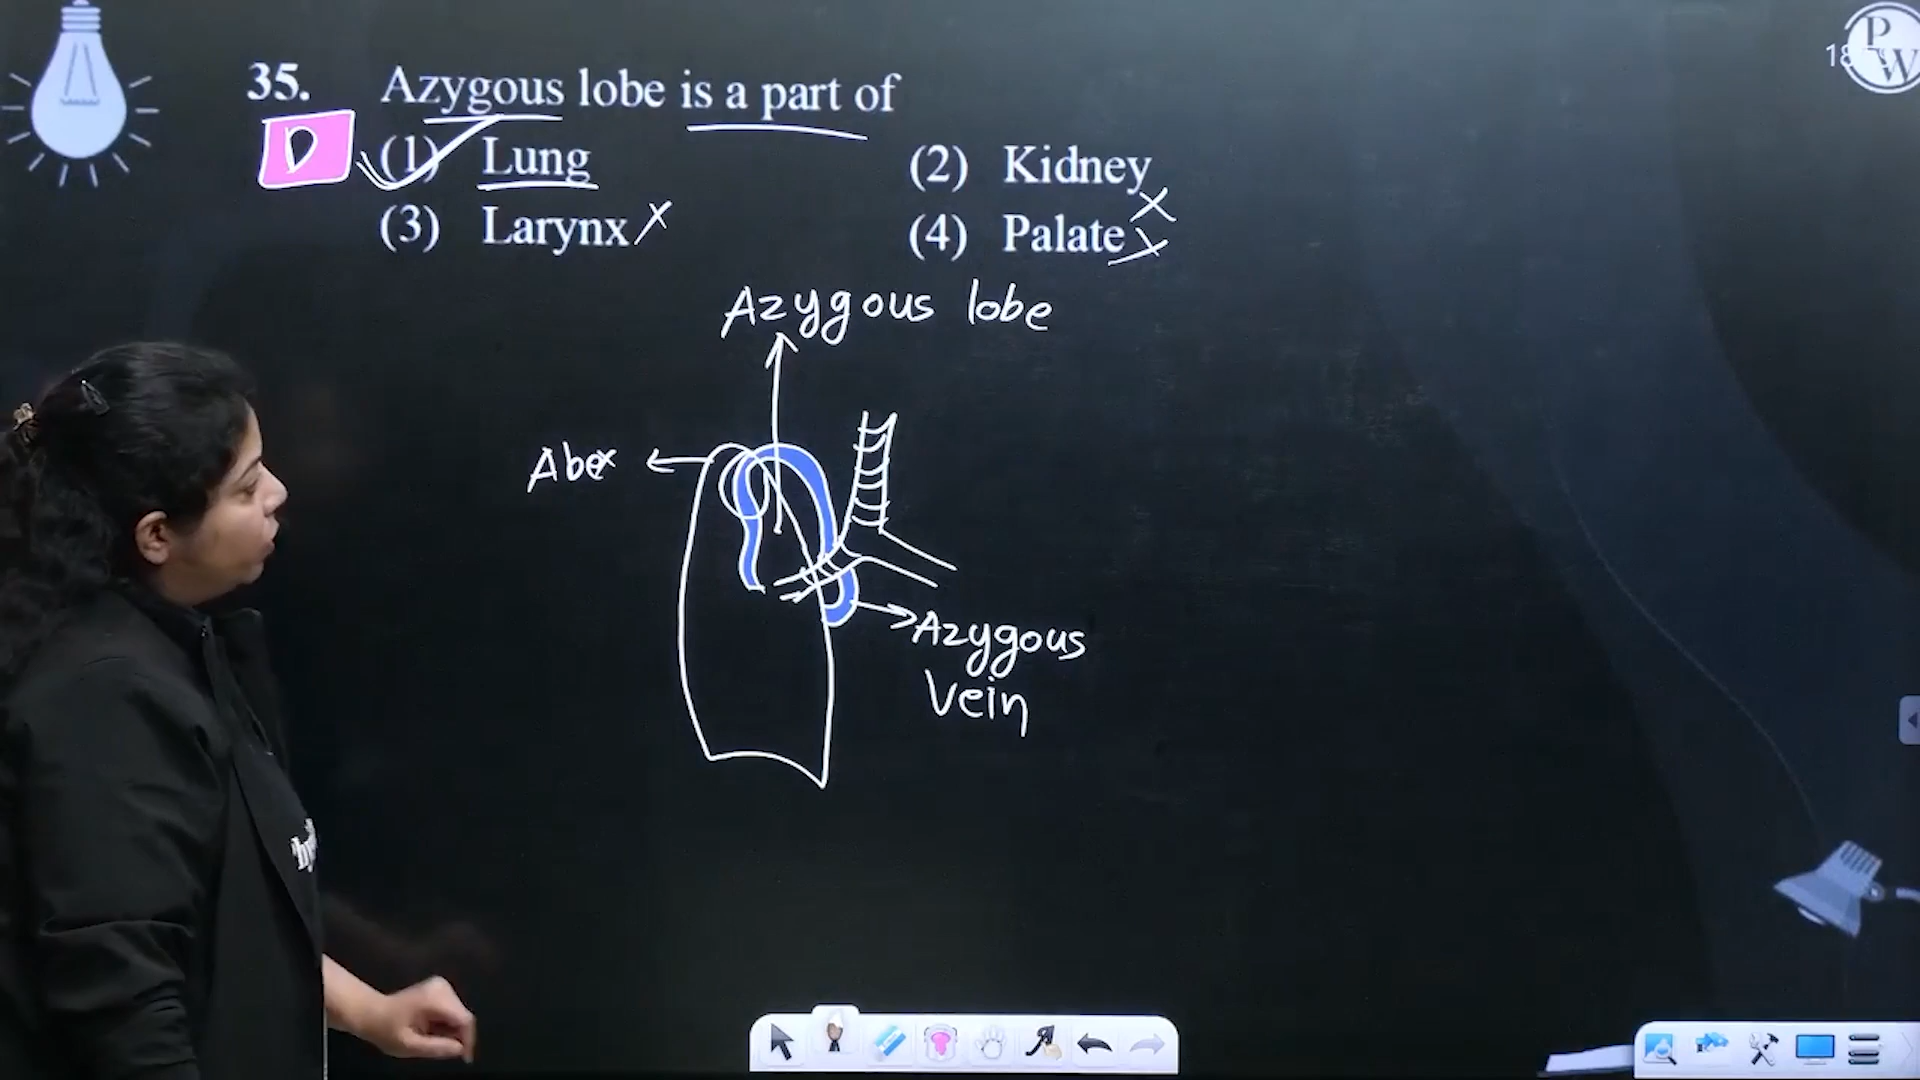 35. Azygous lobe is a part of
D (1) Lung (2) Kidney
(3) Larynx (4) Palate
Azygous lobe
Abex
Azygous
Vein
PW